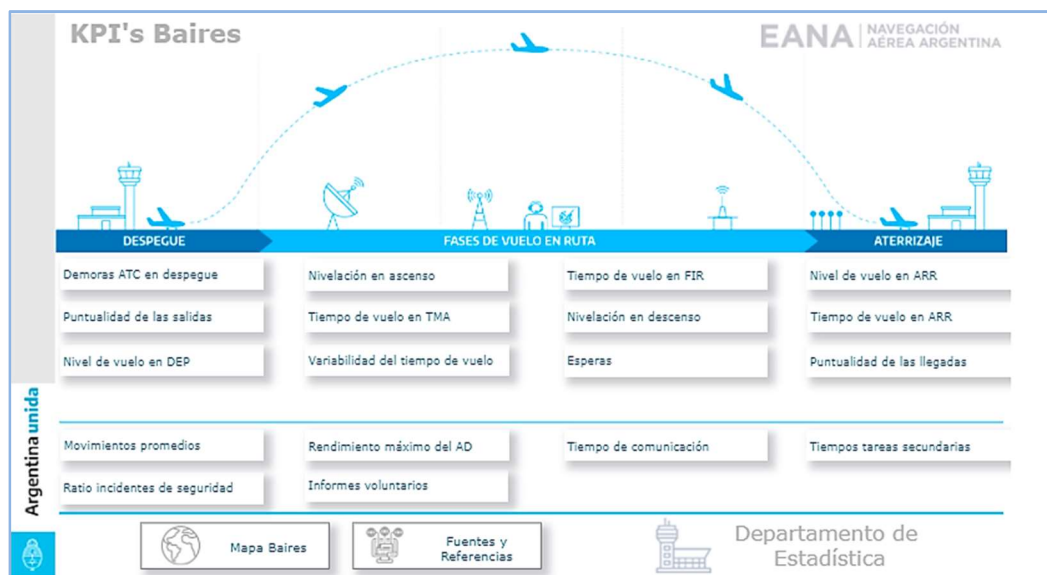 KPI's Baires
EANA
NAVEGACIÓN
AÉREA ARGENTINA
DESPEGUE
FASES DE VUELO EN RUTA
ATERRIZAJE
Demoras ATC en despegue
Nivelación en ascenso
Tiempo de vuelo en FIR
Nivel de vuelo en ARR
Puntualidad de las salidas
Tiempo de vuelo en TMA
Nivelación en descenso
Tiempo de vuelo en ARR
Nivel de vuelo en DEP
Variabilidad del tiempo de vuelo
Esperas
Puntualidad de las llegadas
Movimientos promedios
Rendimiento máximo del AD
Tiempo de comunicación
Tiempos tareas secundarias
Ratio incidentes de seguridad
Informes voluntarios
Argentina unida
Mapa Baires
Fuentes y
Referencias
Departamento de
Estadística